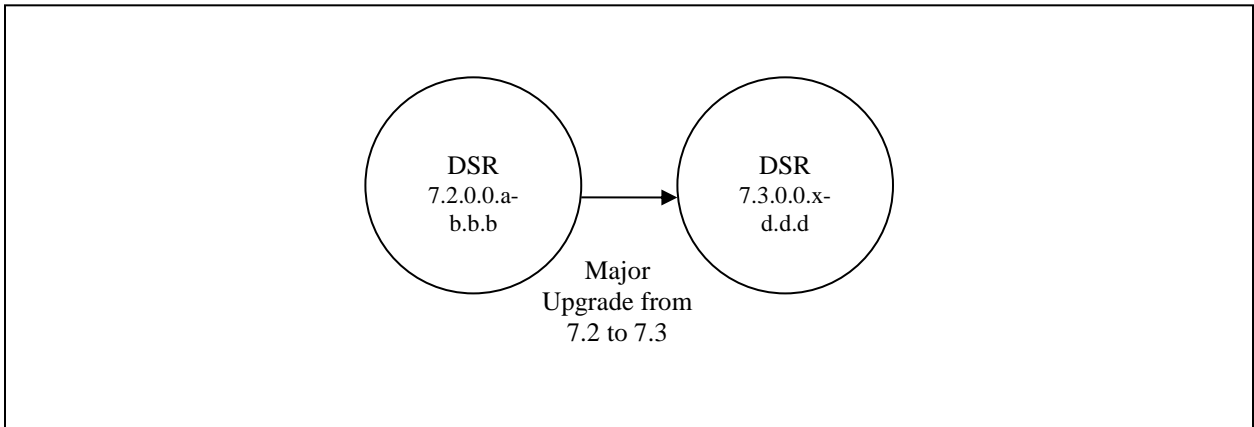 DSR
7.2.0.0.a-
b.b.b
DSR
7.3.0.0.x-
d.d.d
Major
Upgrade from
7.2 to 7.3